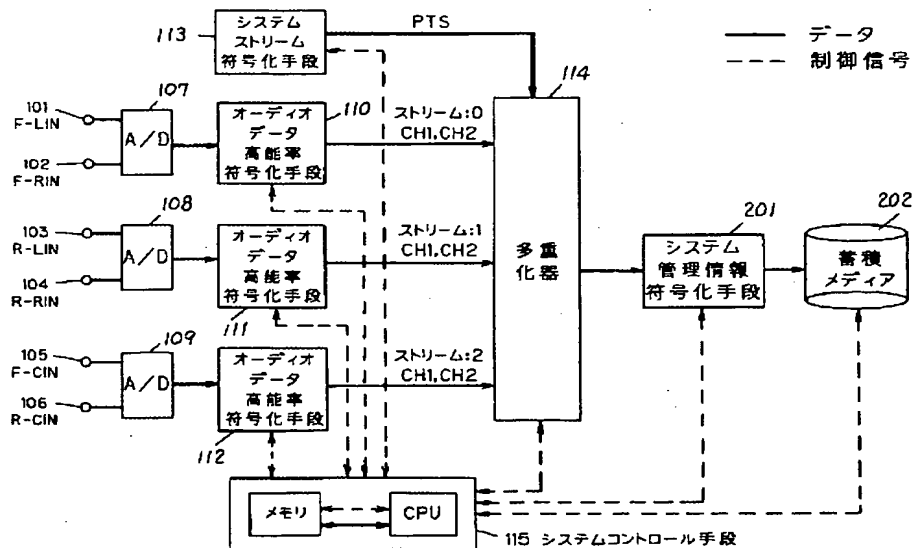 113
システム
ストリーム
符号化手段
PTS
データ
制御信号
114
101
F-LIN
102
F-RIN
107
A/D
オーディオ
データ
高能率
符号化手段
110
ストリーム:0
CH1,CH2
103
R-LIN
104
R-RIN
108
A/D
オーディオ
データ
高能率
符号化手段
111
ストリーム:1
CH1,CH2
105
F-CIN
106
R-CIN
109
A/D
オーディオ
データ
高能率
符号化手段
112
ストリーム:2
CH1,CH2
多重
化器
201
システム
管理情報
符号化手段
202
蓄積
メディア
メモリ
CPU
115 システムコントロール手段